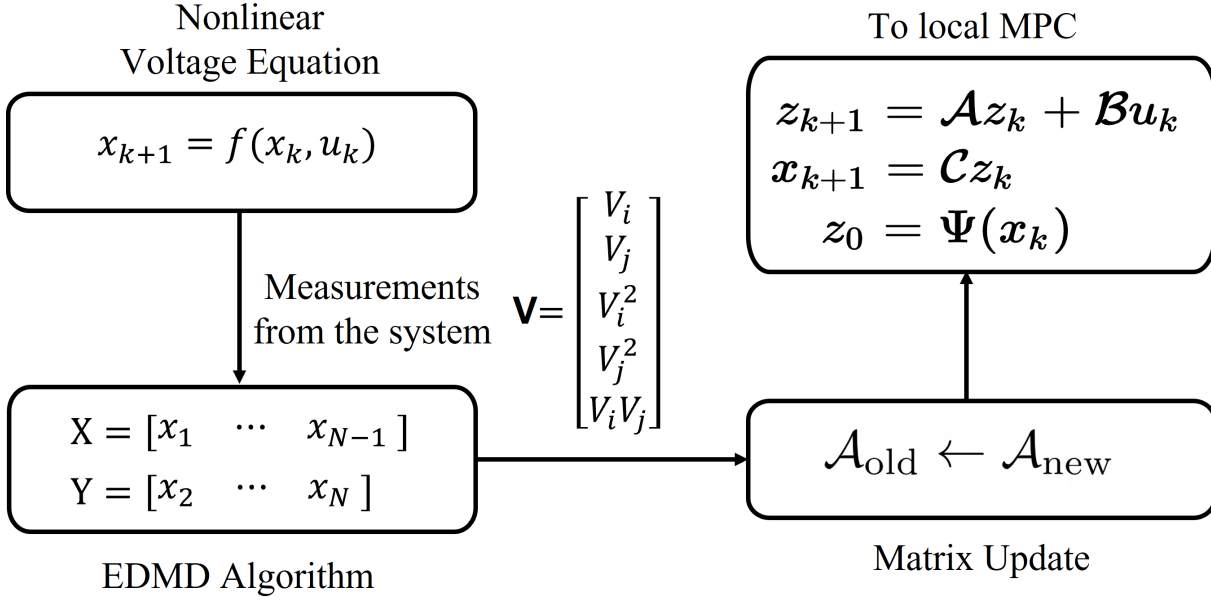 Nonlinear
Voltage Equation
x_{k+1} = f(x_k, u_k)
Measurements
from the system
X = [x_1 ⋯ x_{N−1} ]
Y = [x_2 ⋯ x_N ]
EDMD Algorithm
V= [
V_i
V_j
V_i^2
V_j^2
V_iV_j
]
To local MPC
z_{k+1} = 𝓐z_k + 𝓑u_k
x_{k+1} = 𝓒z_k
z_0 = Ψ(x_k)
𝒜_old ← 𝒜_new
Matrix Update